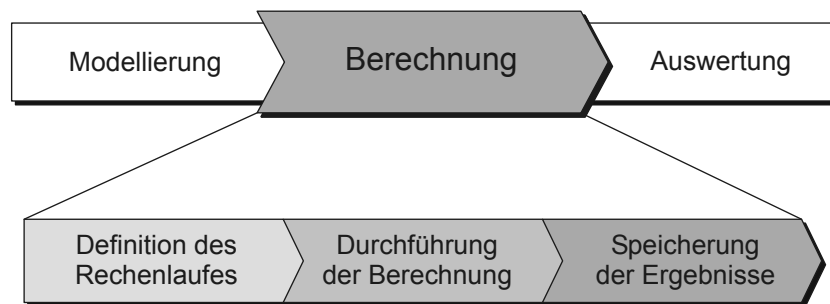 Modellierung
Berechnung
Auswertung
Definition des
Rechenlaufes
Durchführung
der Berechnung
Speicherung
der Ergebnisse